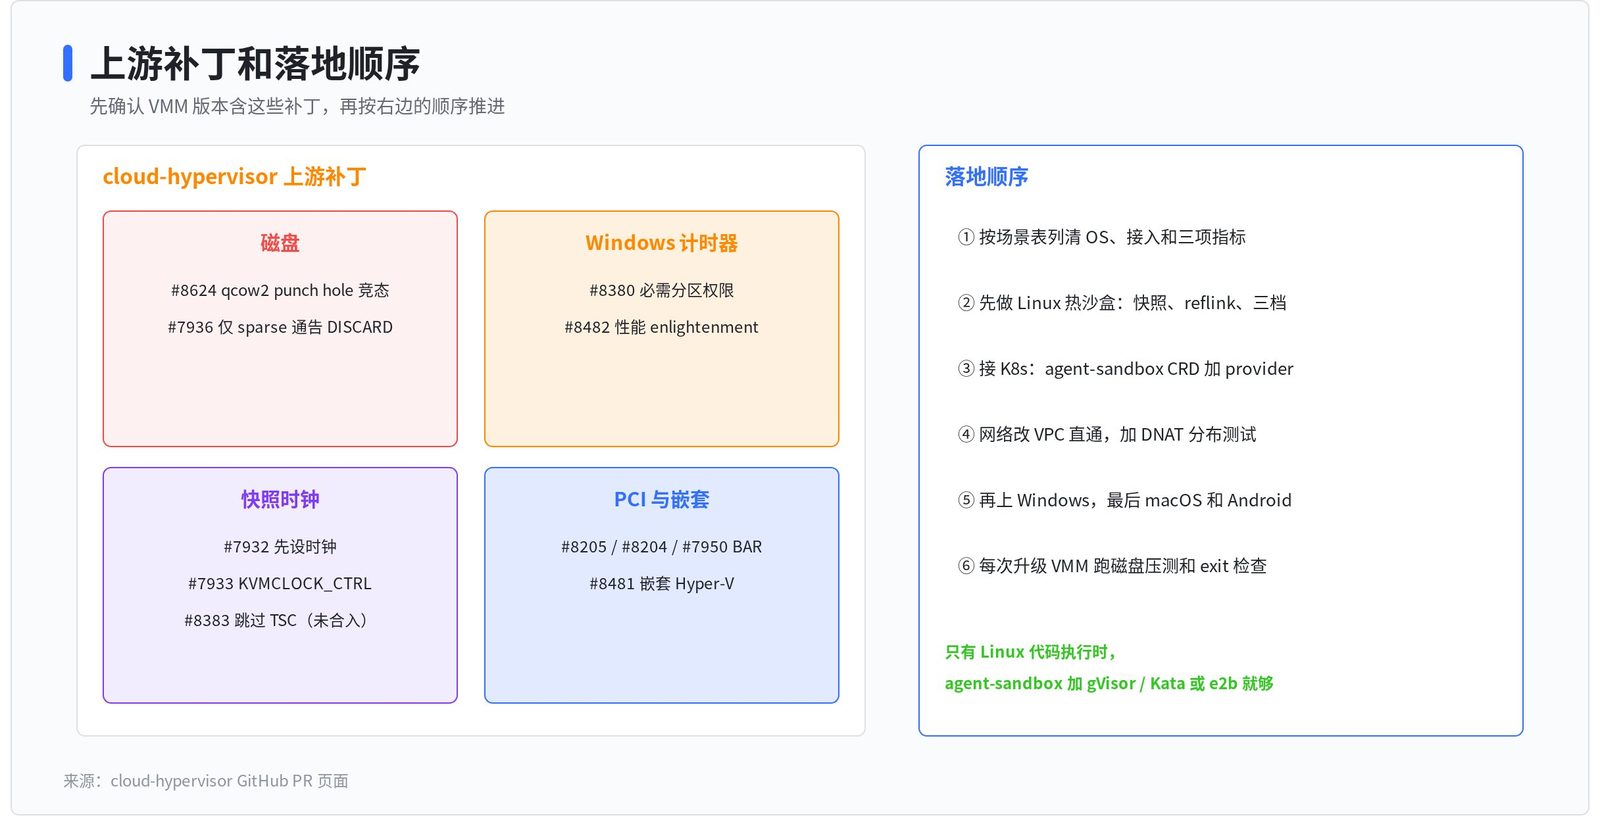 上游补丁和落地顺序
先确认 VMM 版本含这些补丁，再按右边的顺序推进
cloud-hypervisor 上游补丁
磁盘
#8624 qcow2 punch hole 竞态
#7936 仅 sparse 通告 DISCARD
Windows 计时器
#8380 必需分区权限
#8482 性能 enlightenment
快照时钟
#7932 先设时钟
#7933 KVMCLOCK_CTRL
#8383 跳过 TSC（未合入）
PCI 与嵌套
#8205 / #8204 / #7950 BAR
#8481 嵌套 Hyper-V
落地顺序
① 按场景表列清 OS、接入和三项指标
② 先做 Linux 热沙盒：快照、reflink、三档
③ 接 K8s：agent-sandbox CRD 加 provider
④ 网络改 VPC 直通，加 DNAT 分布测试
⑤ 再上 Windows，最后 macOS 和 Android
⑥ 每次升级 VMM 跑磁盘压测和 exit 检查
只有 Linux 代码执行时，
agent-sandbox 加 gVisor / Kata 或 e2b 就够
来源：cloud-hypervisor GitHub PR 页面